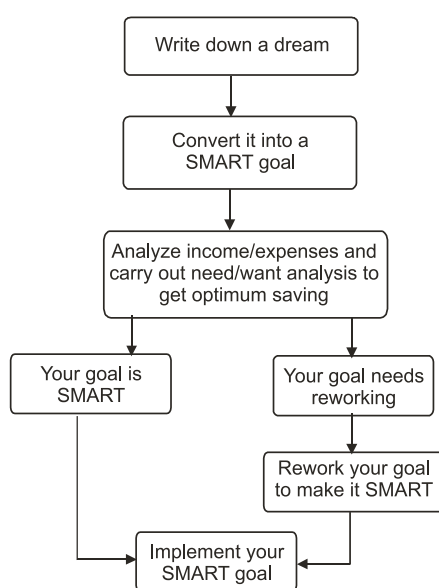 Write down a dream
Convert it into a
SMART goal
Analyze income/expenses and
carry out need/want analysis to
get optimum saving
Your goal is
SMART
Your goal needs
reworking
Rework your goal
to make it SMART
Implement your
SMART goal